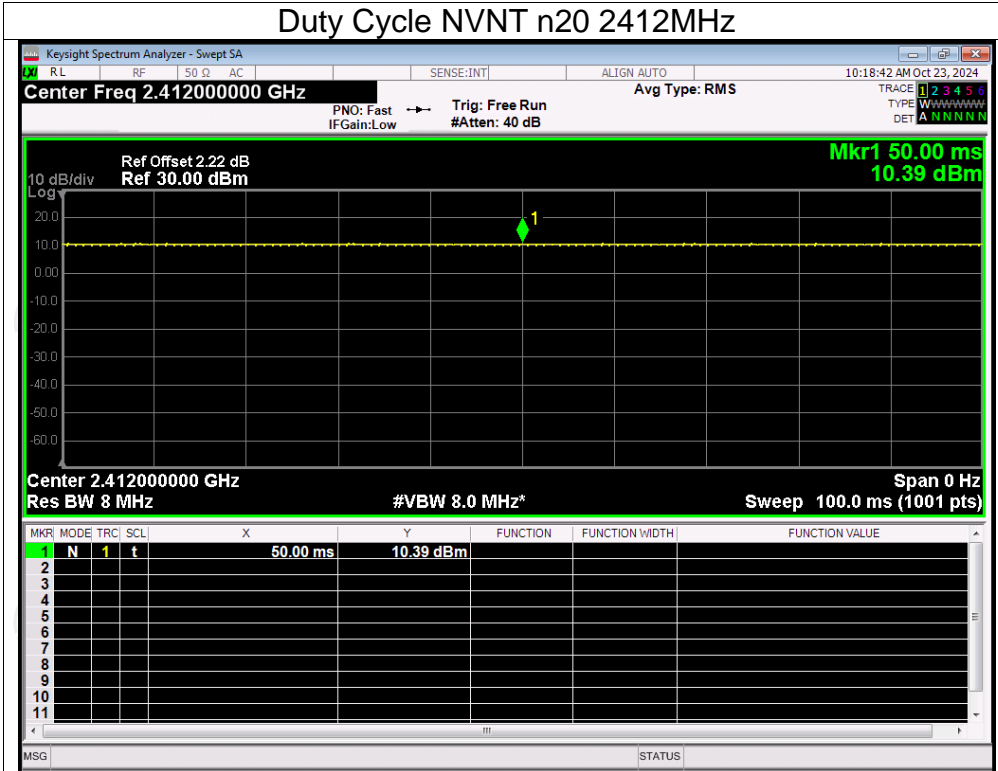 Duty Cycle NVNT n20 2412MHz
Keysight Spectrum Analyzer - Swept SA
LXI RL RF 50 Ω AC SENSE:INT ALIGN AUTO 10:18:42 AM Oct 23, 2024
Center Freq 2.412000000 GHz Avg Type: RMS TRACE 1 2 3 4 5 6
PNO: Fast Trig: Free Run TYPE WWWWWW
IFGain:Low #Atten: 40 dB DET A N N N N N
Mkr1 50.00 ms
Ref Offset 2.22 dB
10 dB/div Ref 30.00 dBm 10.39 dBm
Log
20.0
1
10.0
0.00
-10.0
-20.0
-30.0
-40.0
-50.0
-60.0
Center 2.412000000 GHz Span 0 Hz
Res BW 8 MHz #VBW 8.0 MHz* Sweep 100.0 ms (1001 pts)
MKR MODE TRC SCL X Y FUNCTION FUNCTION WIDTH FUNCTION VALUE
1 N 1 t 50.00 ms 10.39 dBm
2
3
4
5
6
7
8
9
10
11
MSG STATUS